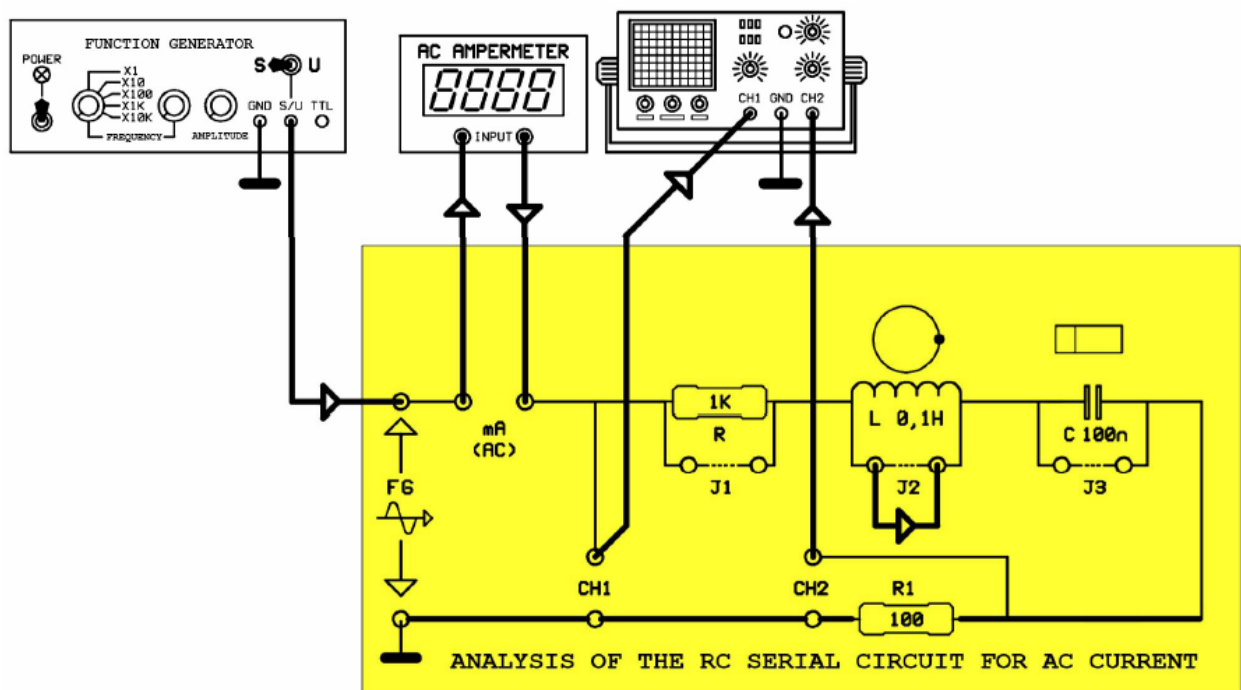 FUNCTION GENERATOR
POWER
X1
X10
X100
X1K
X10K
FREQUENCY
AMPLITUDE
S U
GND S/U TTL
AC AMPERMETER
8888
INPUT
CH1 GND CH2
mA
(AC)
FG
1K
R
J1
L 0,1H
J2
C 100n
J3
CH1
CH2
R1
100
ANALYSIS OF THE RC SERIAL CIRCUIT FOR AC CURRENT